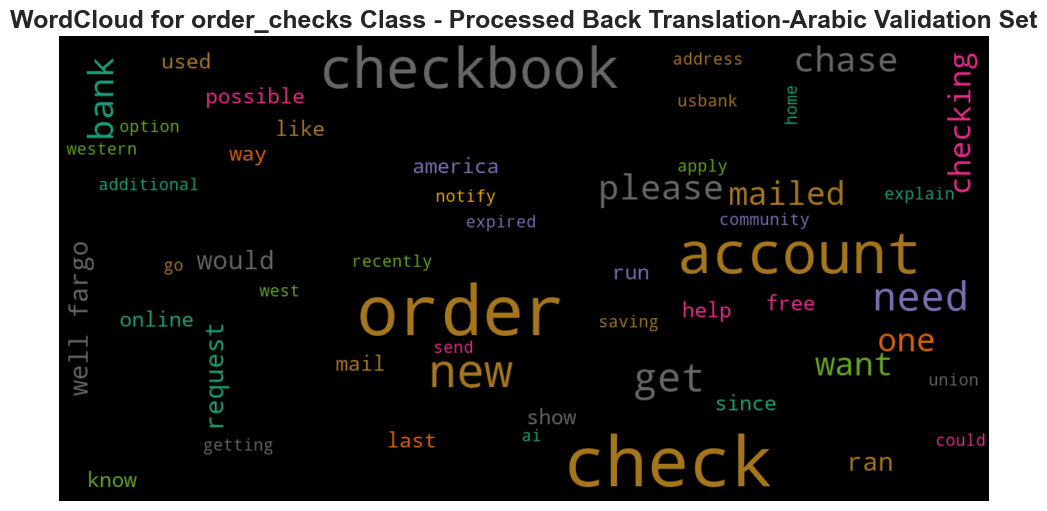 WordCloud for order_checks Class - Processed Back Translation-Arabic Validation Set
checkbook
address
chase
checking
bank
used
possible
usbank
home
option
like
western
way
america
apply
additional
notify
please
mailed
explain
expired
community
well fargo
go
would
recently
account
run
west
order
need
online
help
free
saving
request
send
one
mail
new
get
want
union
since
show
getting
last
ai
check
ran
could
know